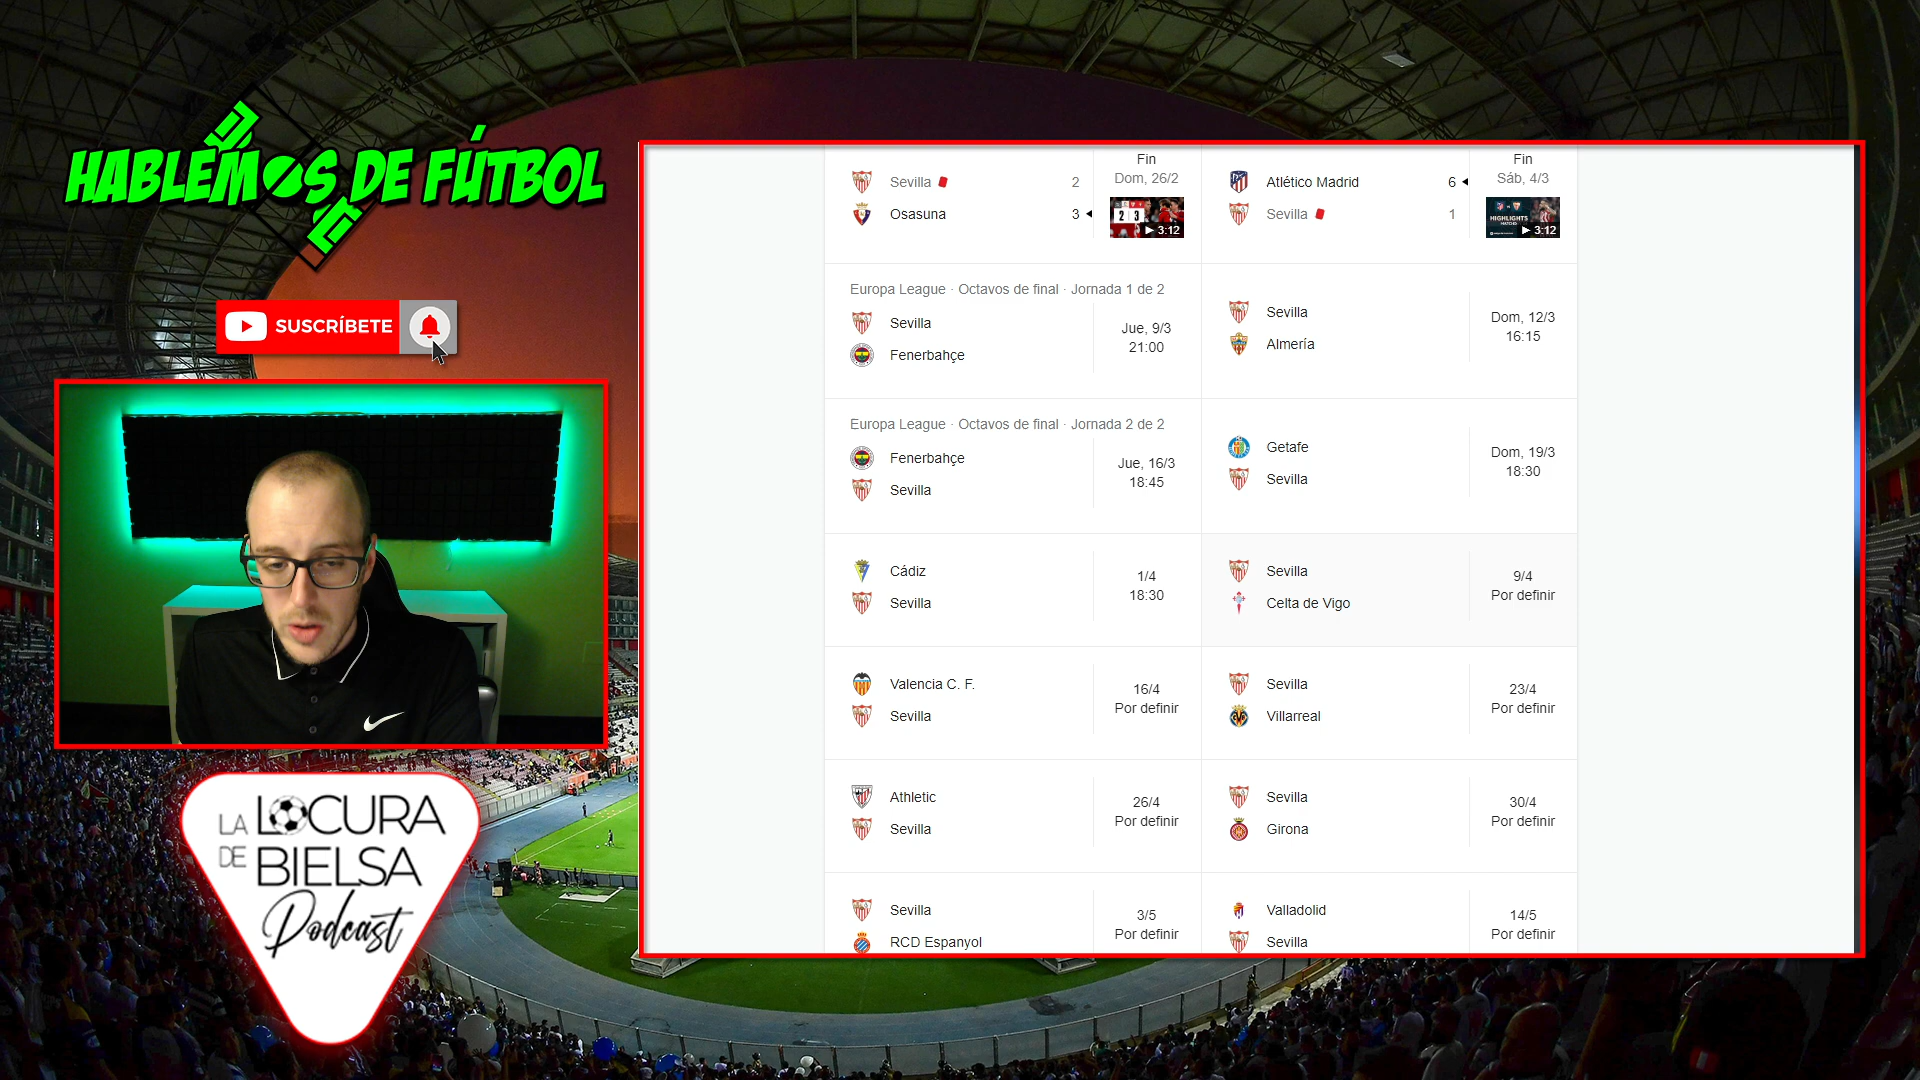 HABLEMOS DE FÚTBOL
SUSCRÍBETE
LA LOCURA
DE BIELSA
Podcast
Sevilla 2
Osasuna 3
Fin
Dom, 26/2
2 3
3:12
Atlético Madrid 6
Sevilla 1
Fin
Sáb, 4/3
HIGHLIGHTS
3:12
Europa League · Octavos de final · Jornada 1 de 2
Sevilla
Fenerbahçe
Jue, 9/3
21:00
Sevilla
Almería
Dom, 12/3
16:15
Europa League · Octavos de final · Jornada 2 de 2
Fenerbahçe
Sevilla
Jue, 16/3
18:45
Getafe
Sevilla
Dom, 19/3
18:30
Cádiz
Sevilla
1/4
18:30
Sevilla
Celta de Vigo
9/4
Por definir
Valencia C. F.
Sevilla
16/4
Por definir
Sevilla
Villarreal
23/4
Por definir
Athletic
Sevilla
26/4
Por definir
Sevilla
Girona
30/4
Por definir
Sevilla
RCD Espanyol
3/5
Por definir
Valladolid
Sevilla
14/5
Por definir